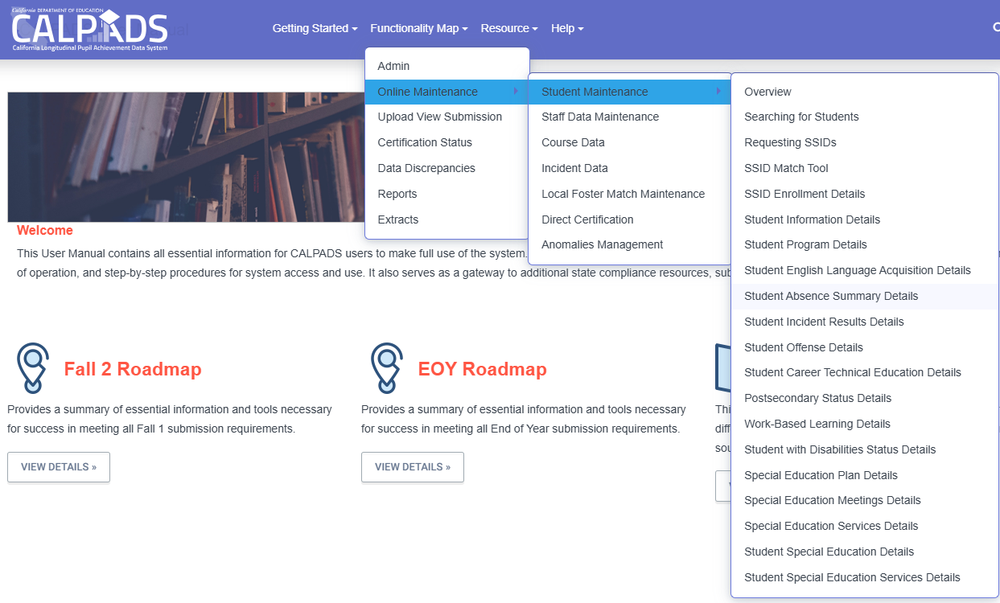 California DEPARTMENT OF EDUCATION
CALPADS
California Longitudinal Pupil Achievement Data System
Getting Started
Functionality Map
Resource
Help
Admin
Online Maintenance
Upload View Submission
Certification Status
Data Discrepancies
Reports
Extracts
Student Maintenance
Staff Data Maintenance
Course Data
Incident Data
Local Foster Match Maintenance
Direct Certification
Anomalies Management
Overview
Searching for Students
Requesting SSIDs
SSID Match Tool
SSID Enrollment Details
Student Information Details
Student Program Details
Student English Language Acquisition Details
Student Absence Summary Details
Student Incident Results Details
Student Offense Details
Student Career Technical Education Details
Postsecondary Status Details
Work-Based Learning Details
Student with Disabilities Status Details
Special Education Plan Details
Special Education Meetings Details
Special Education Services Details
Student Special Education Details
Student Special Education Services Details
Welcome
This User Manual contains all essential information for CALPADS users to make full use of the system.
of operation, and step-by-step procedures for system access and use. It also serves as a gateway to additional state compliance resources,
Fall 2 Roadmap
Provides a summary of essential information and tools necessary
for success in meeting all Fall 1 submission requirements.
VIEW DETAILS »
EOY Roadmap
Provides a summary of essential information and tools necessary
for success in meeting all End of Year submission requirements.
VIEW DETAILS »